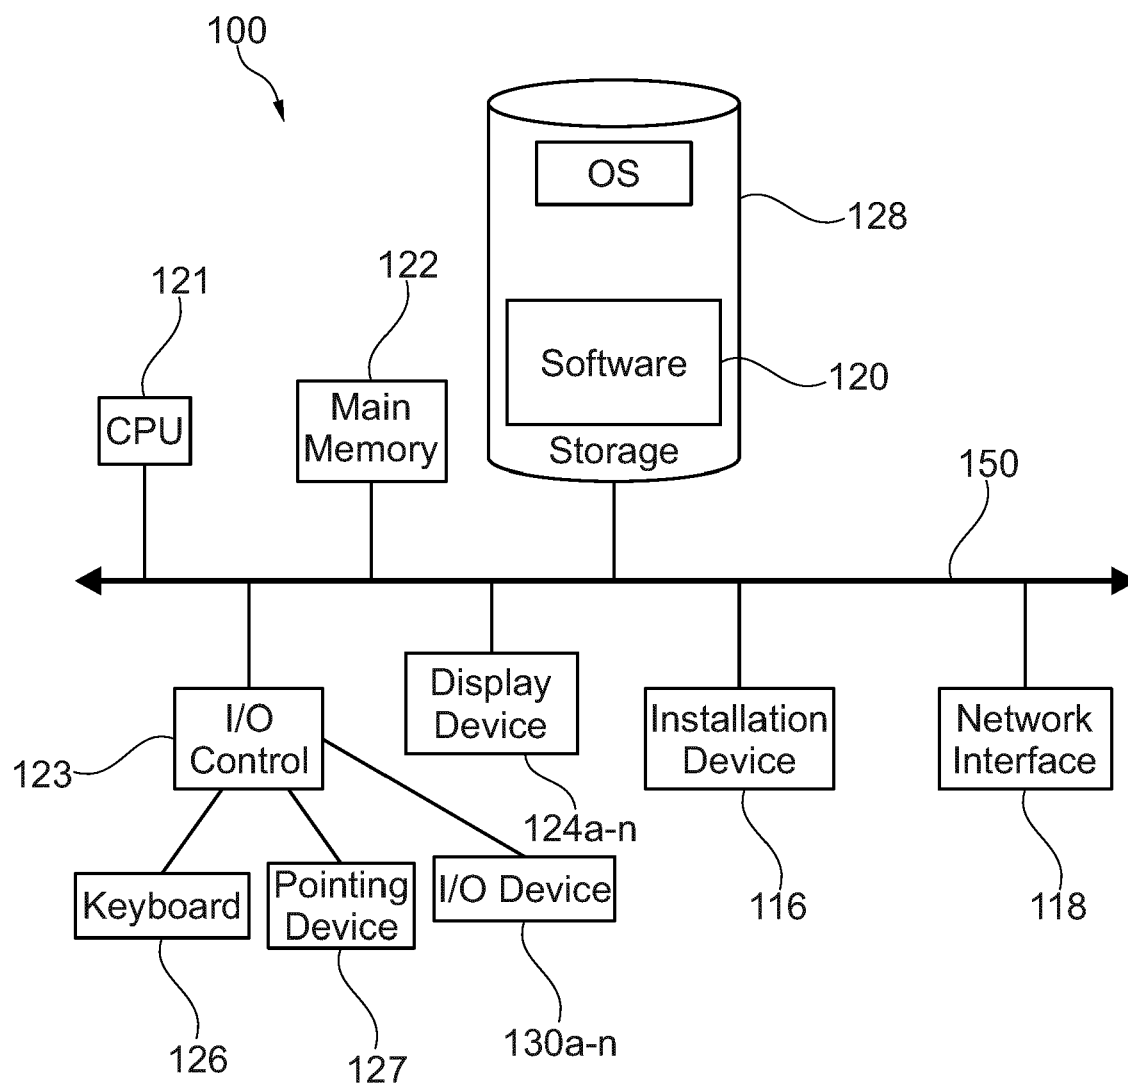 100
OS
128
121
122
Software
120
CPU
Main
Memory
Storage
150
I/O
Control
123
Display
Device
124a-n
Installation
Device
116
Network
Interface
118
Keyboard
126
Pointing
Device
127
I/O Device
130a-n